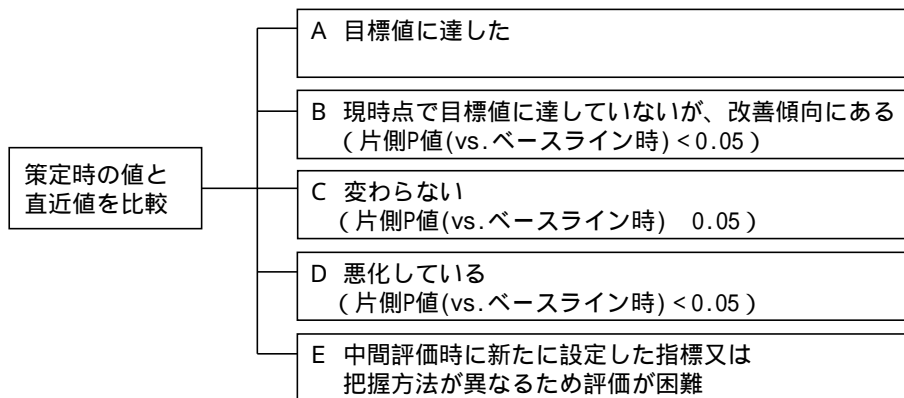 A 目標値に達した
B 現時点で目標値に達していないが、改善傾向にある
（片側P値(vs.ベースライン時)<0.05）
策定時の値と
直近値を比較
C 変わらない
（片側P値(vs.ベースライン時)　0.05）
D 悪化している
（片側P値(vs.ベースライン時)<0.05）
E 中間評価時に新たに設定した指標又は
把握方法が異なるため評価が困難